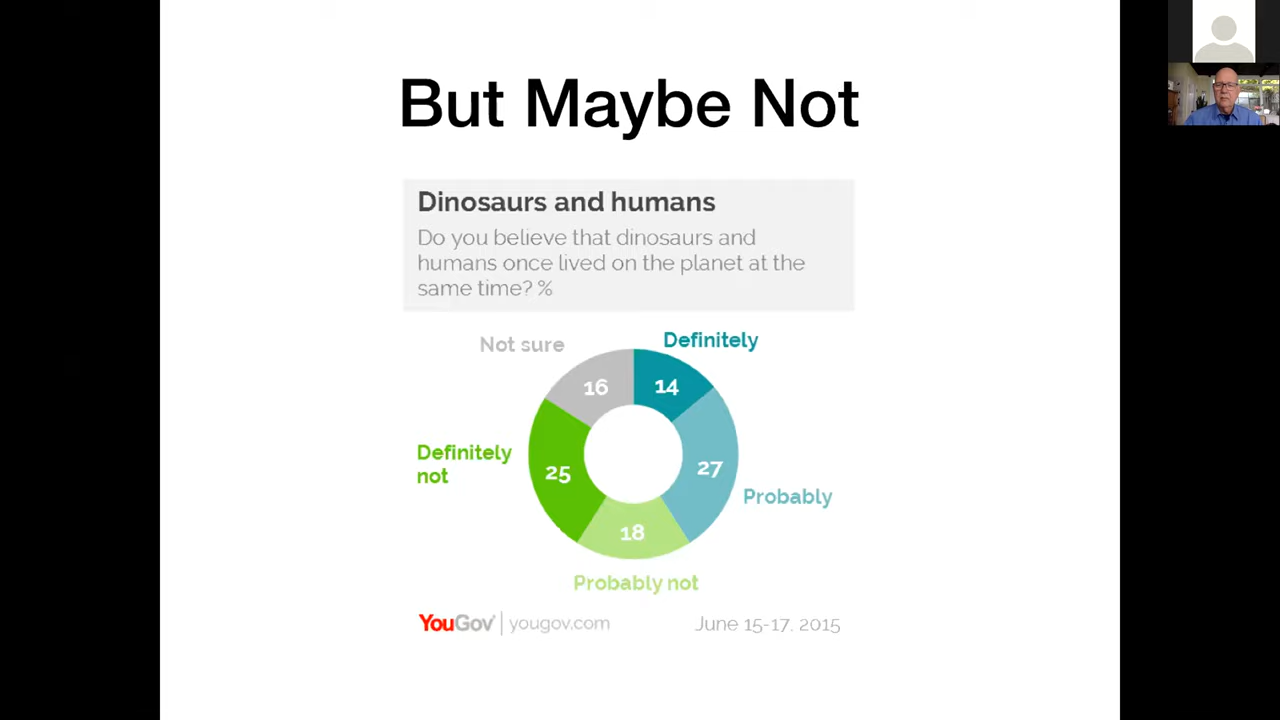 But Maybe Not
Dinosaurs and humans
Do you believe that dinosaurs and
humans once lived on the planet at the
same time? %
Not sure
Definitely
16
14
Definitely
not
25
27
Probably
18
Probably not
YouGov | yougov.com
June 15-17, 2015